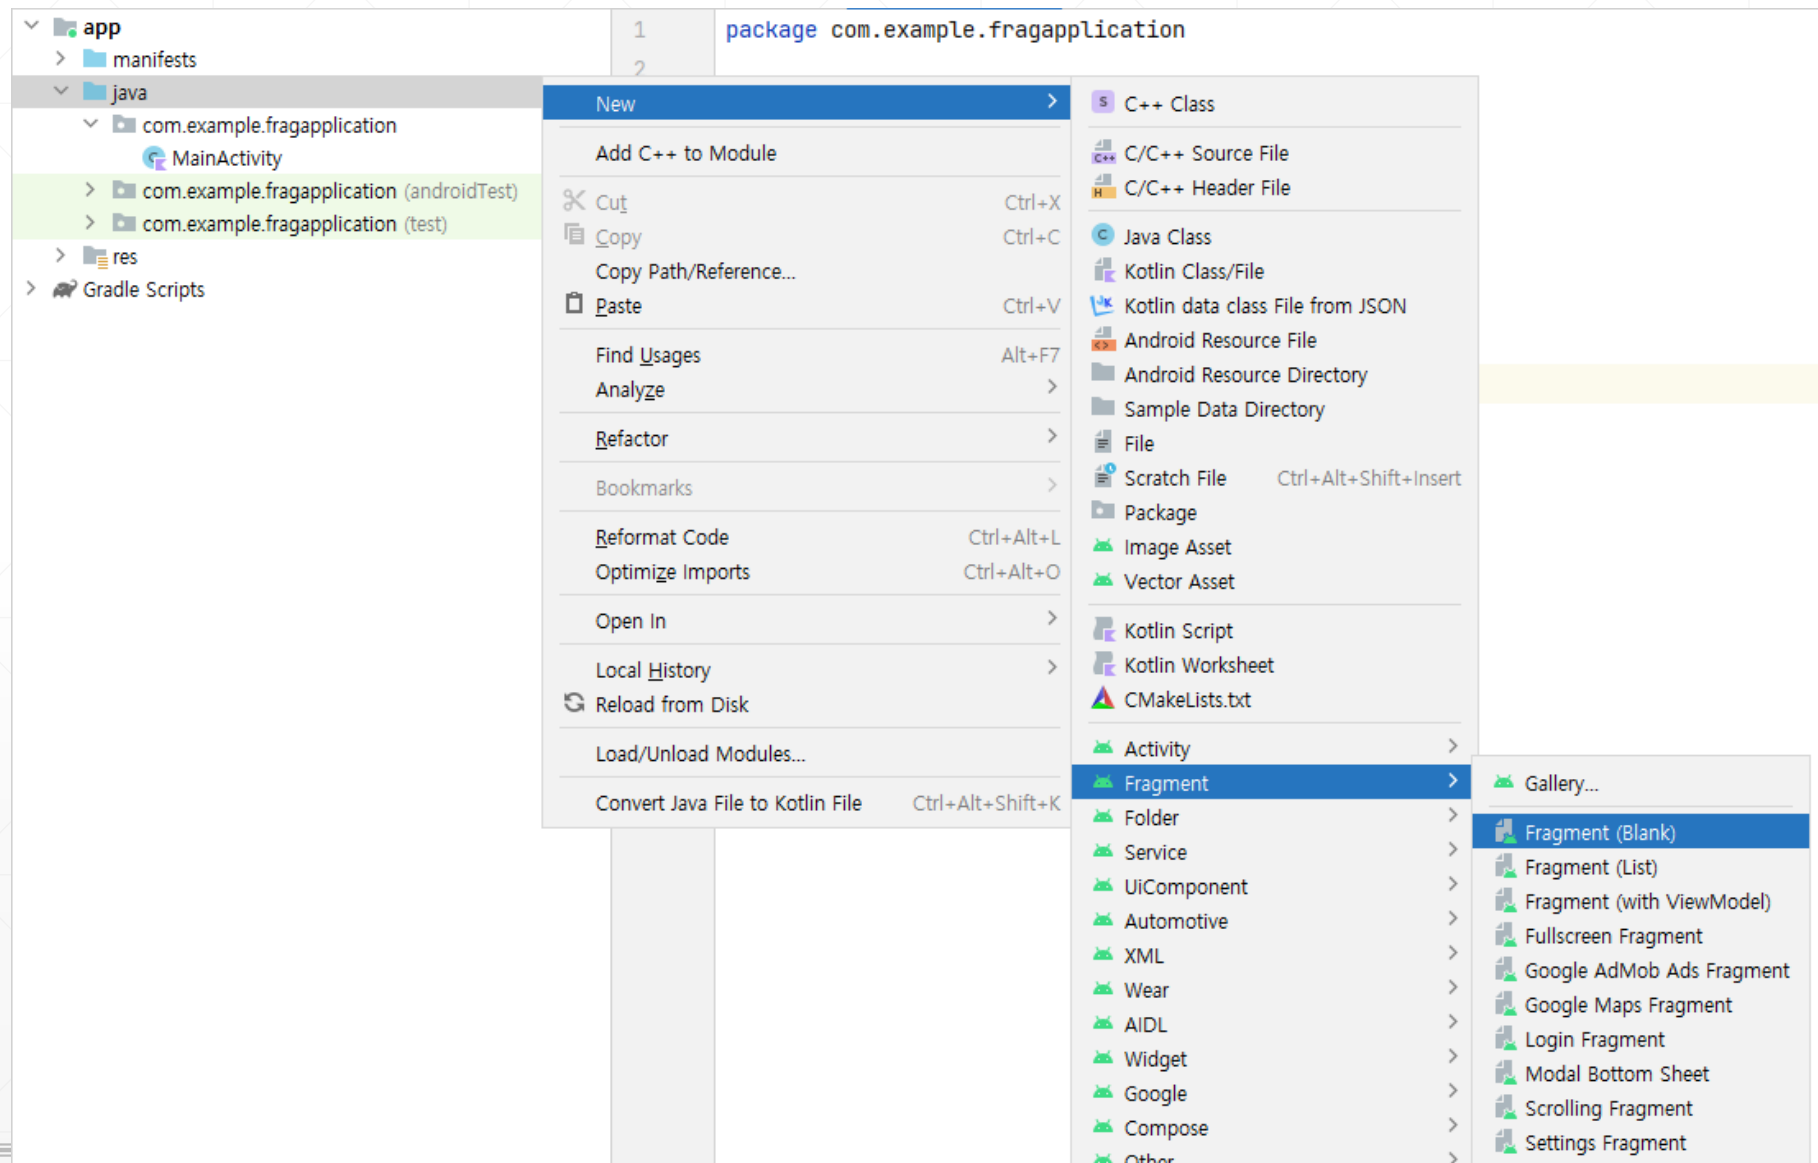 app
manifests
java
com.example.fragapplication
MainActivity
com.example.fragapplication (androidTest)
com.example.fragapplication (test)
res
Gradle Scripts
1 package com.example.fragapplication
2
New
Add C++ to Module
Cut Ctrl+X
Copy Ctrl+C
Copy Path/Reference...
Paste Ctrl+V
Find Usages Alt+F7
Analyze
Refactor
Bookmarks
Reformat Code Ctrl+Alt+L
Optimize Imports Ctrl+Alt+O
Open In
Local History
Reload from Disk
Load/Unload Modules...
Convert Java File to Kotlin File Ctrl+Alt+Shift+K
C++ Class
C/C++ Source File
C/C++ Header File
Java Class
Kotlin Class/File
Kotlin data class File from JSON
Android Resource File
Android Resource Directory
Sample Data Directory
File
Scratch File Ctrl+Alt+Shift+Insert
Package
Image Asset
Vector Asset
Kotlin Script
Kotlin Worksheet
CMakeLists.txt
Activity
Fragment
Folder
Service
UiComponent
Automotive
XML
Wear
AIDL
Widget
Google
Compose
Other
Gallery...
Fragment (Blank)
Fragment (List)
Fragment (with ViewModel)
Fullscreen Fragment
Google AdMob Ads Fragment
Google Maps Fragment
Login Fragment
Modal Bottom Sheet
Scrolling Fragment
Settings Fragment